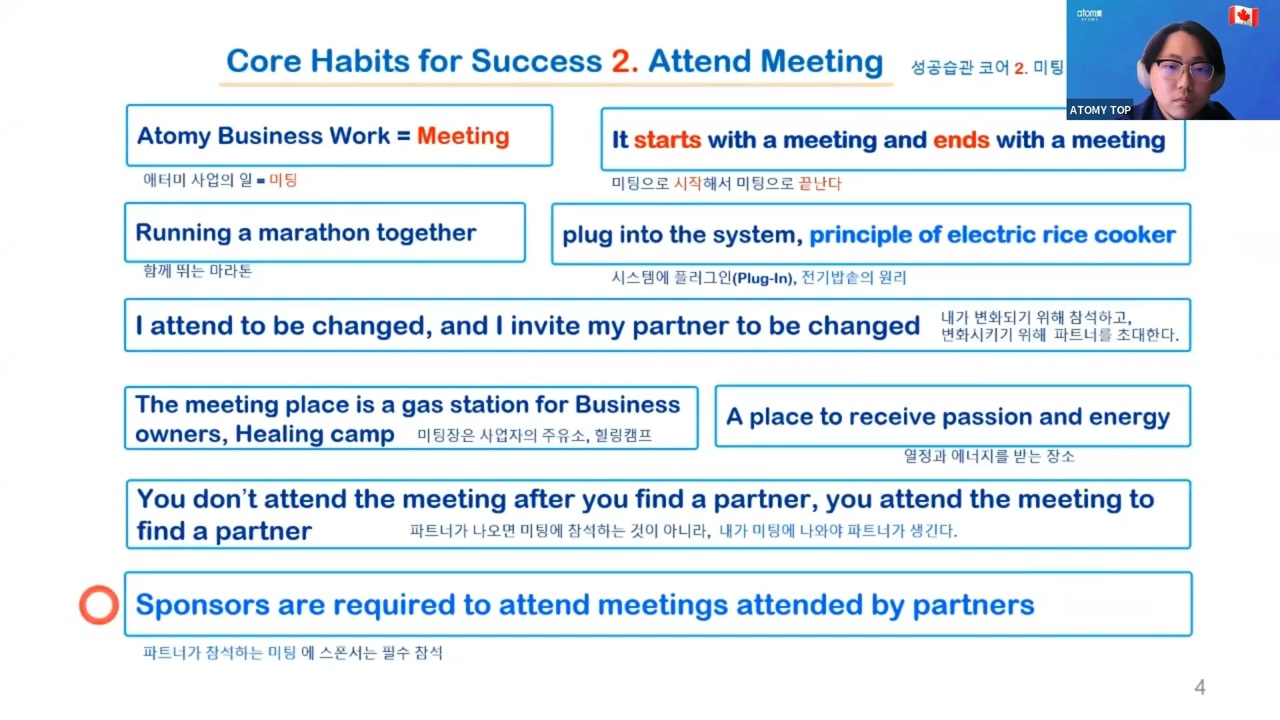 atom美
ATOMY
ATOMY TOP
Core Habits for Success 2. Attend Meeting
성공습관 코어 2. 미팅
Atomy Business Work = Meeting
애터미 사업의 일 = 미팅
It starts with a meeting and ends with a meeting
미팅으로 시작해서 미팅으로 끝난다
Running a marathon together
함께 뛰는 마라톤
plug into the system, principle of electric rice cooker
시스템에 플러그인(Plug-In), 전기밥솥의 원리
I attend to be changed, and I invite my partner to be changed
내가 변화되기 위해 참석하고,
변화시키기 위해 파트너를 초대한다.
The meeting place is a gas station for Business
owners, Healing camp
미팅장은 사업자의 주유소, 힐링캠프
A place to receive passion and energy
열정과 에너지를 받는 장소
You don't attend the meeting after you find a partner, you attend the meeting to
find a partner
파트너가 나오면 미팅에 참석하는 것이 아니라, 내가 미팅에 나와야 파트너가 생긴다.
Sponsors are required to attend meetings attended by partners
파트너가 참석하는 미팅 에 스폰서는 필수 참석
4